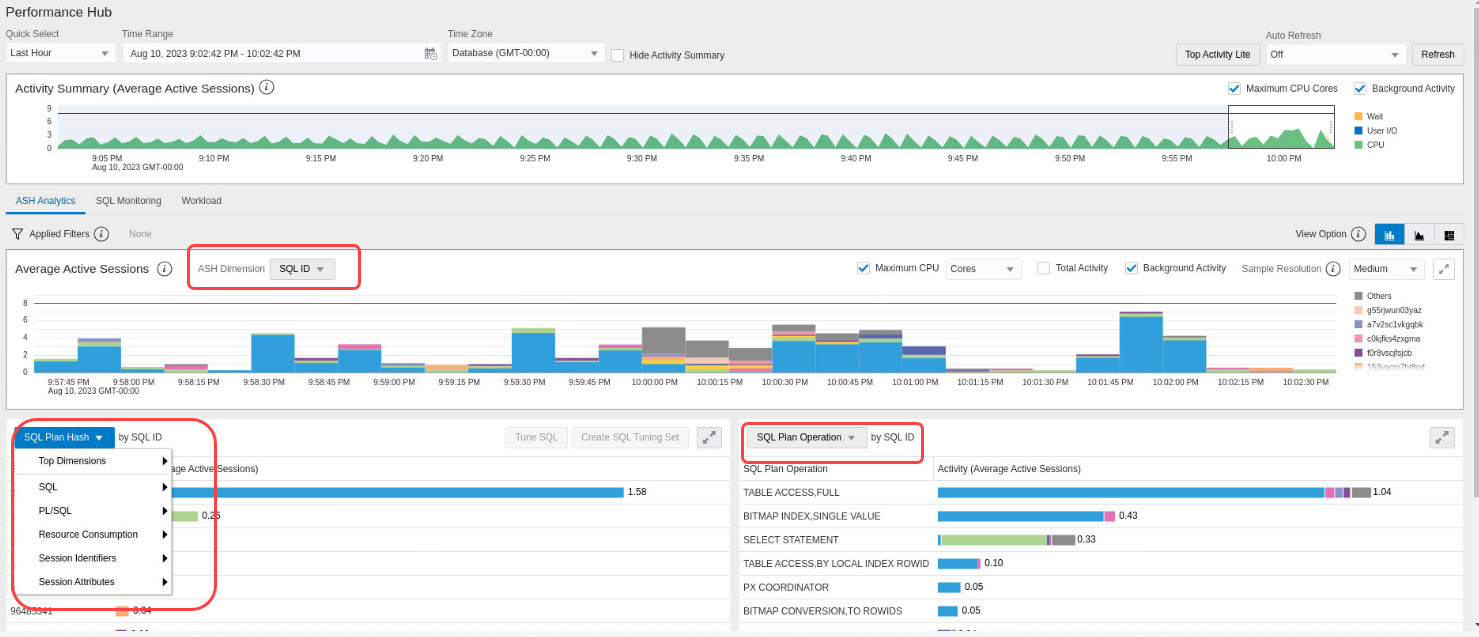 Performance Hub
Quick Select
Time Range
Time Zone
Auto Refresh
Last Hour
Aug 10, 2023 9:02:42 PM - 10:02:42 PM
Database (GMT-00:00)
Hide Activity Summary
Top Activity Lite
Off
Refresh
Activity Summary (Average Active Sessions)
Maximum CPU Cores
Background Activity
9
6
3
0
Wait
User I/O
CPU
9:05 PM
9:10 PM
9:15 PM
9:20 PM
9:25 PM
9:30 PM
9:35 PM
9:40 PM
9:45 PM
9:50 PM
9:55 PM
10:00 PM
Aug 10, 2023 GMT-00:00
ASH Analytics
SQL Monitoring
Workload
Applied Filters
None
View Option
Average Active Sessions
ASH Dimension
SQL ID
Maximum CPU
Cores
Total Activity
Background Activity
Sample Resolution
Medium
8
6
4
2
0
Others
g55rjwun03yaz
a7v2sc1vkgqbk
c0kjfks4zxgma
f0r8vscjfsjcb
9:57:45 PM
9:58:00 PM
9:58:15 PM
9:58:30 PM
9:58:45 PM
9:59:00 PM
9:59:15 PM
9:59:30 PM
9:59:45 PM
10:00:00 PM
10:00:15 PM
10:00:30 PM
10:00:45 PM
10:01:00 PM
10:01:15 PM
10:01:30 PM
10:01:45 PM
10:02:00 PM
10:02:15 PM
10:02:30 PM
Aug 10, 2023 GMT-00:00
SQL Plan Hash
by SQL ID
Tune SQL
Create SQL Tuning Set
Top Dimensions
SQL
PL/SQL
Resource Consumption
Session Identifiers
Session Attributes
Active Sessions)
1.58
0.26
0.04
SQL Plan Operation
by SQL ID
SQL Plan Operation
Activity (Average Active Sessions)
TABLE ACCESS,FULL
1.04
BITMAP INDEX,SINGLE VALUE
0.43
SELECT STATEMENT
0.33
TABLE ACCESS,BY LOCAL INDEX ROWID
0.10
PX COORDINATOR
0.05
BITMAP CONVERSION,TO ROWIDS
0.05